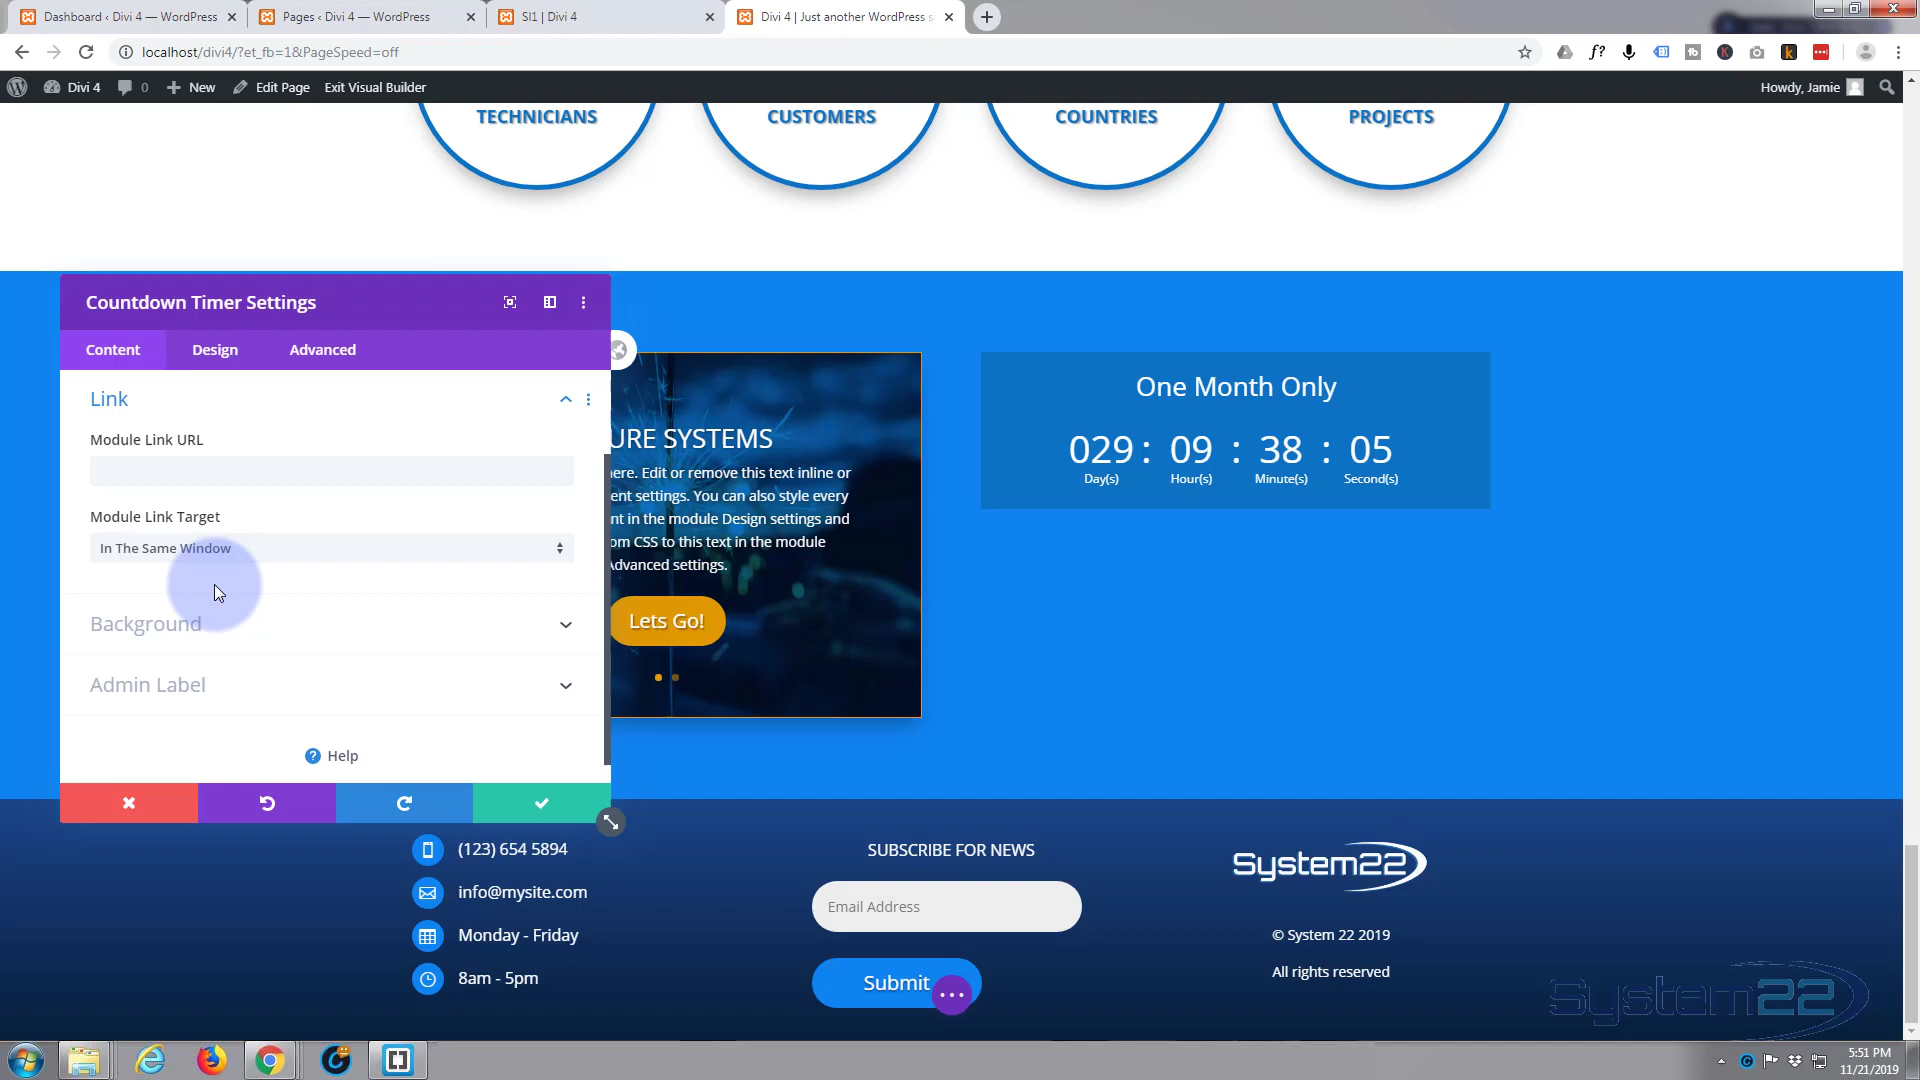 Dashboard ‹ Divi 4 — WordPress
Pages ‹ Divi 4 — WordPress
Sl1 | Divi 4
Divi 4 | Just another WordPress s
localhost/divi4/?et_fb=1&PageSpeed=off
Divi 4
0
New
Edit Page
Exit Visual Builder
Howdy, Jamie
TECHNICIANS
CUSTOMERS
COUNTRIES
PROJECTS
Countdown Timer Settings
Content
Design
Advanced
Link
Module Link URL
Module Link Target
In The Same Window
Background
Admin Label
? Help
URE SYSTEMS
ere. Edit or remove this text inline or
ent settings. You can also style every
nt in the module Design settings and
om CSS to this text in the module
Advanced settings.
Lets Go!
One Month Only
029 : 09 : 38 : 05
Day(s) Hour(s) Minute(s) Second(s)
(123) 654 5894
info@mysite.com
Monday - Friday
8am - 5pm
SUBSCRIBE FOR NEWS
Email Address
Submit
System22
© System 22 2019
All rights reserved
System22
5:51 PM
11/21/2019